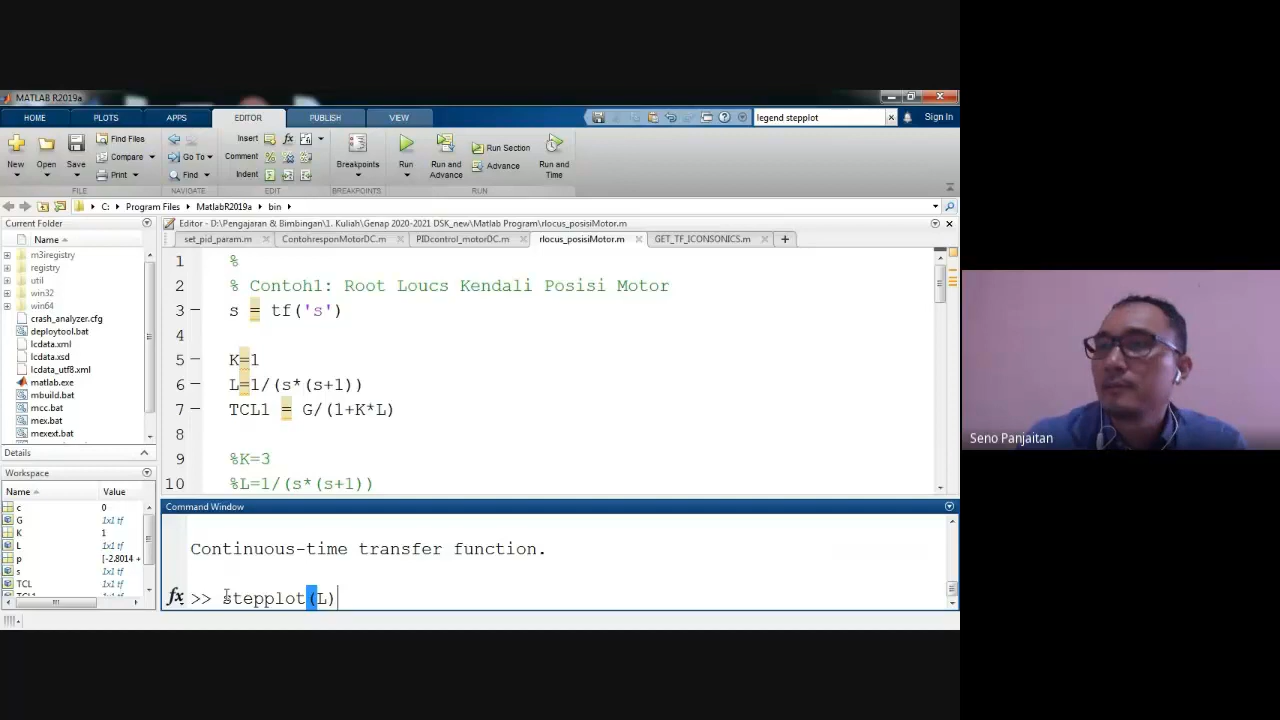 MATLAB R2019a
HOME PLOTS APPS EDITOR PUBLISH VIEW legend stepplot Sign In
New Open Save Find Files Compare Print Go To Find Insert Comment Indent fx Breakpoints Run Run and Advance Run Section Advance Run and Time
FILE NAVIGATE EDIT BREAKPOINTS RUN
C: Program Files MatlabR2019a bin
Current Folder
Name
m3iregistry
registry
util
win32
win64
crash_analyzer.cfg
deploytool.bat
lcdata.xml
lcdata.xsd
lcdata_utf8.xml
matlab.exe
mbuild.bat
mcc.bat
mex.bat
mexext.bat
Details
Workspace
Name Value
c 0
G 1x1 tf
K 1
L 1x1 tf
p [-2.8014 +
s 1x1 tf
TCL 1x1 tf
TCL1 1x1 tf
Editor - D:\Pengajaran & Bimbingan\1. Kuliah\Genap 2020-2021 DSK_new\Matlab Program\rlocus_posisiMotor.m
set_pid_param.m ContohresponMotorDC.m PIDcontrol_motorDC.m rlocus_posisiMotor.m GET_TF_ICONSONICS.m
1 %
2 % Contoh1: Root Loucs Kendali Posisi Motor
3 – s = tf('s')
4
5 – K=1
6 – L=1/(s*(s+1))
7 – TCL1 = G/(1+K*L)
8
9 %K=3
10 %L=1/(s*(s+1))
Command Window
Continuous-time transfer function.
fx >> stepplot(L)
Seno Panjaitan